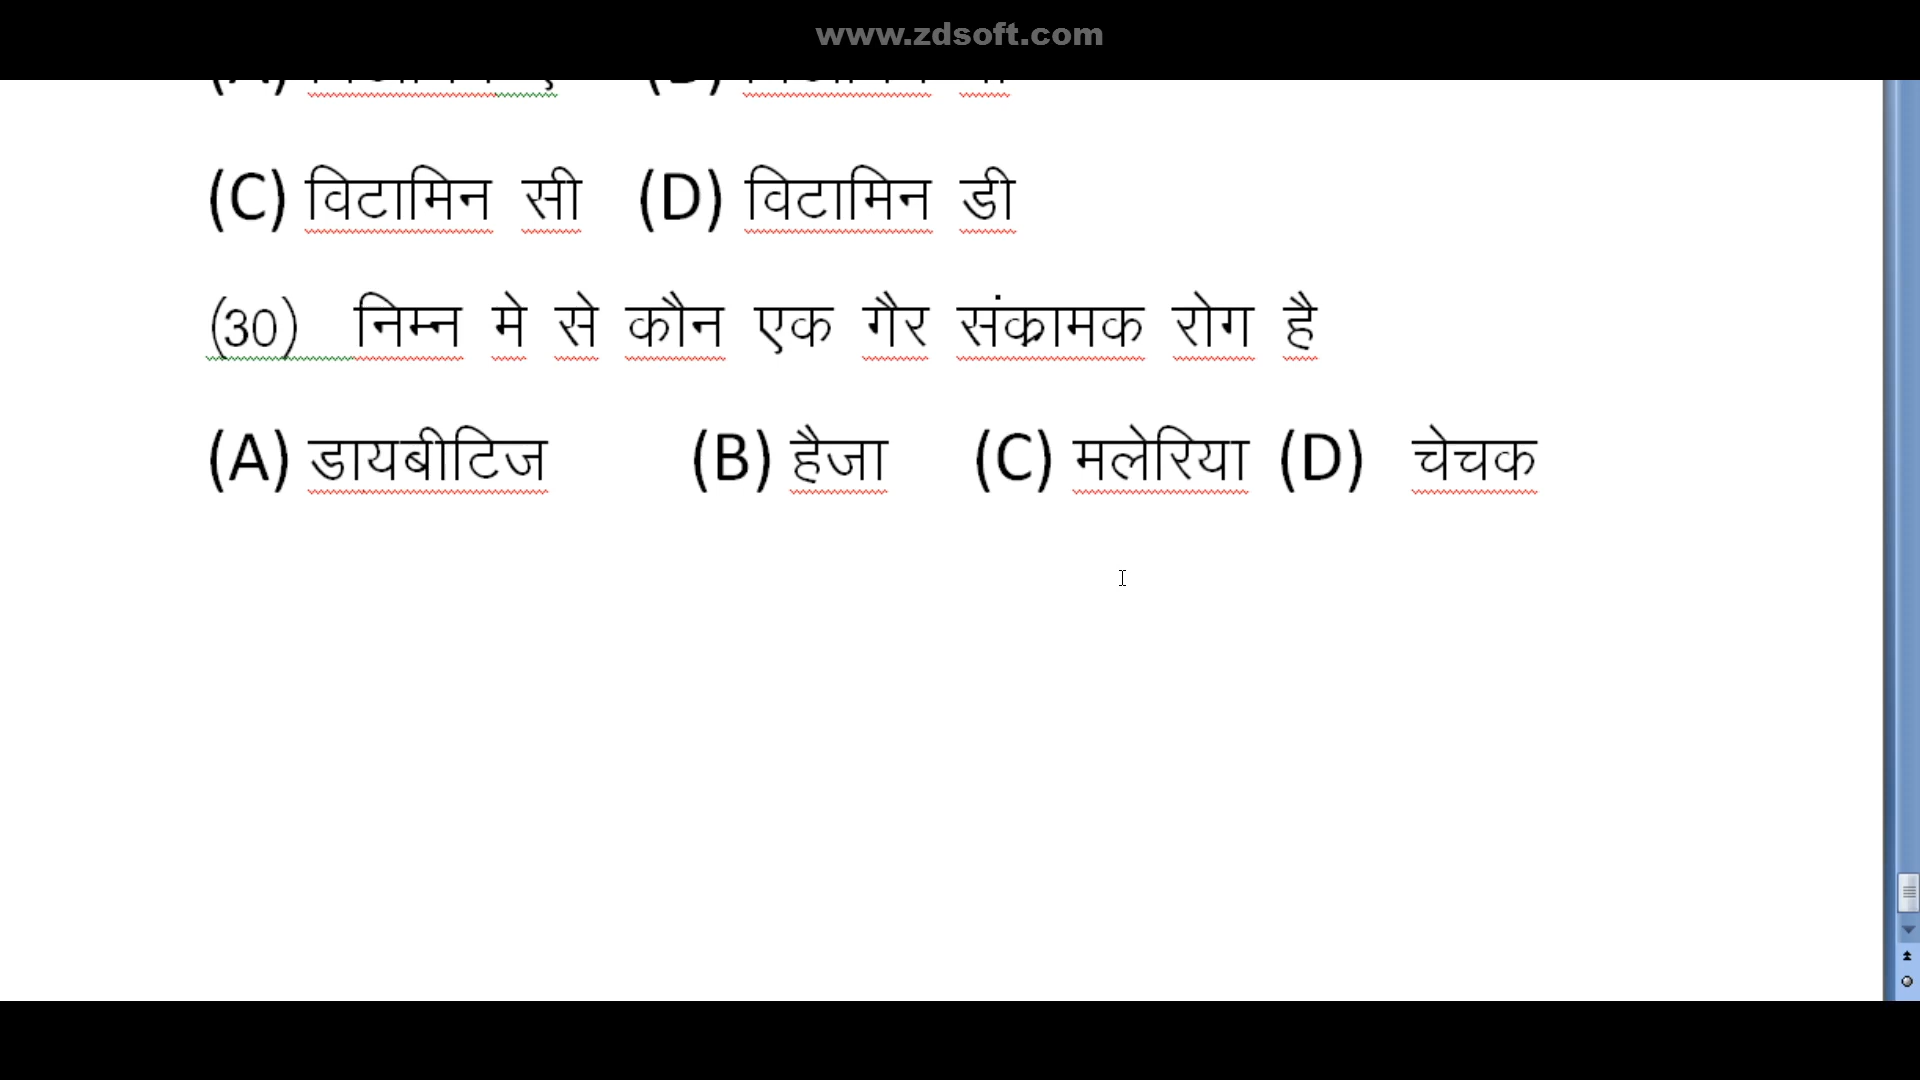 www.zdsoft.com
(C) विटामिन सी (D) विटामिन डी
(30) निम्न मे से कौन एक गैर संक्रामक रोग है
(A) डायबीटिज (B) हैजा (C) मलेरिया (D) चेचक